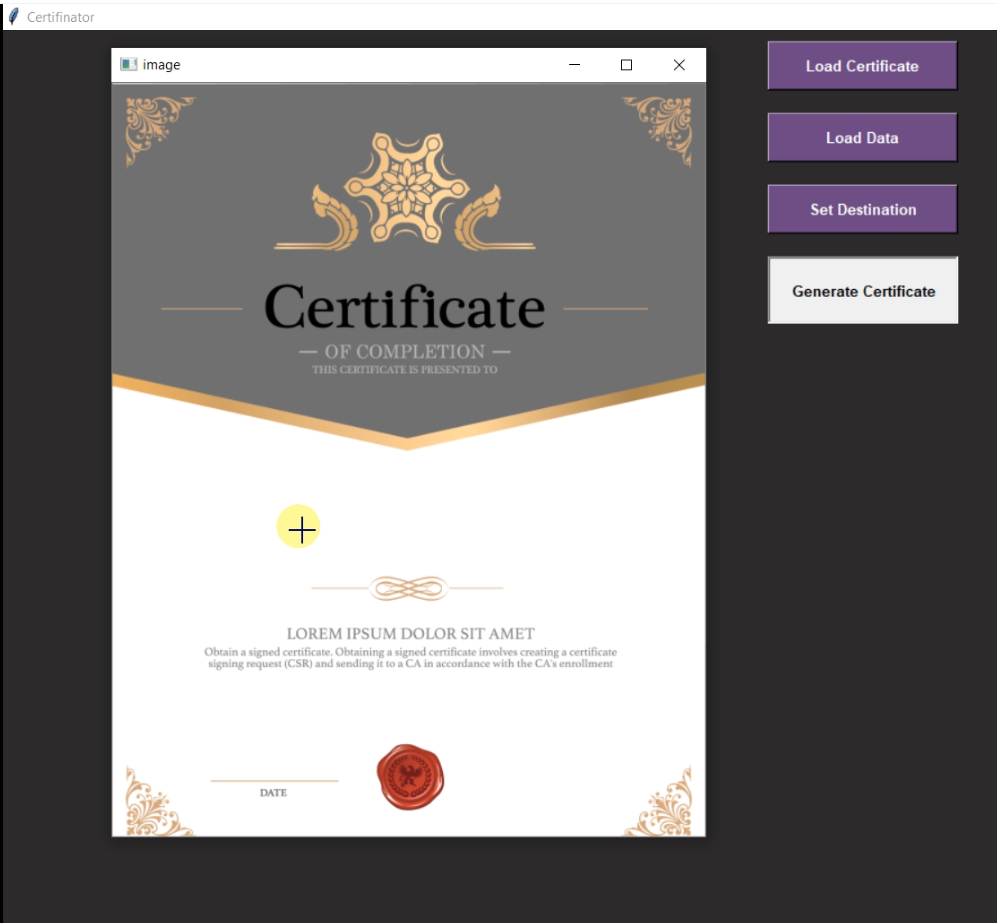 Certifinator
image
Load Certificate
Load Data
Set Destination
Generate Certificate
Certificate
— OF COMPLETION —
THIS CERTIFICATE IS PRESENTED TO
LOREM IPSUM DOLOR SIT AMET
Obtain a signed certificate. Obtaining a signed certificate involves creating a certificate
signing request (CSR) and sending it to a CA in accordance with the CA's enrollment
DATE